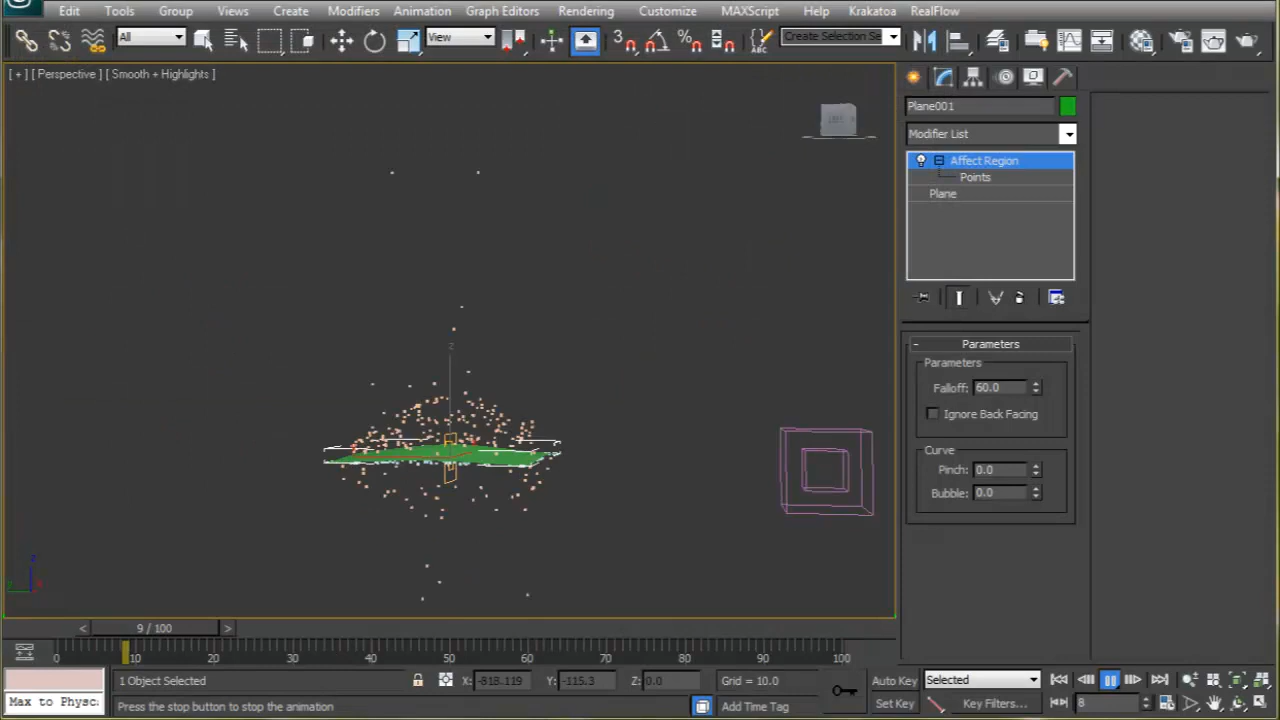 Edit Tools Group Views Create Modifiers Animation Graph Editors Rendering Customize MAXScript Help Krakatoa RealFlow
All View 3 Create Selection Se
[ + ] [ Perspective ] [ Smooth + Highlights ]
Plane001
Modifier List
Affect Region
Points
Plane
z
- Parameters
Parameters
Falloff: 60.0
Ignore Back Facing
Curve
Pinch: 0.0
Bubble: 0.0
< 9 / 100 >
0 10 20 30 40 50 60 70 80 90 100
1 Object Selected X: -818.119 Y: -115.3 Z: 0.0 Grid = 10.0 Auto Key Selected
Max to Physc Press the stop button to stop the animation Add Time Tag Set Key Key Filters... 8